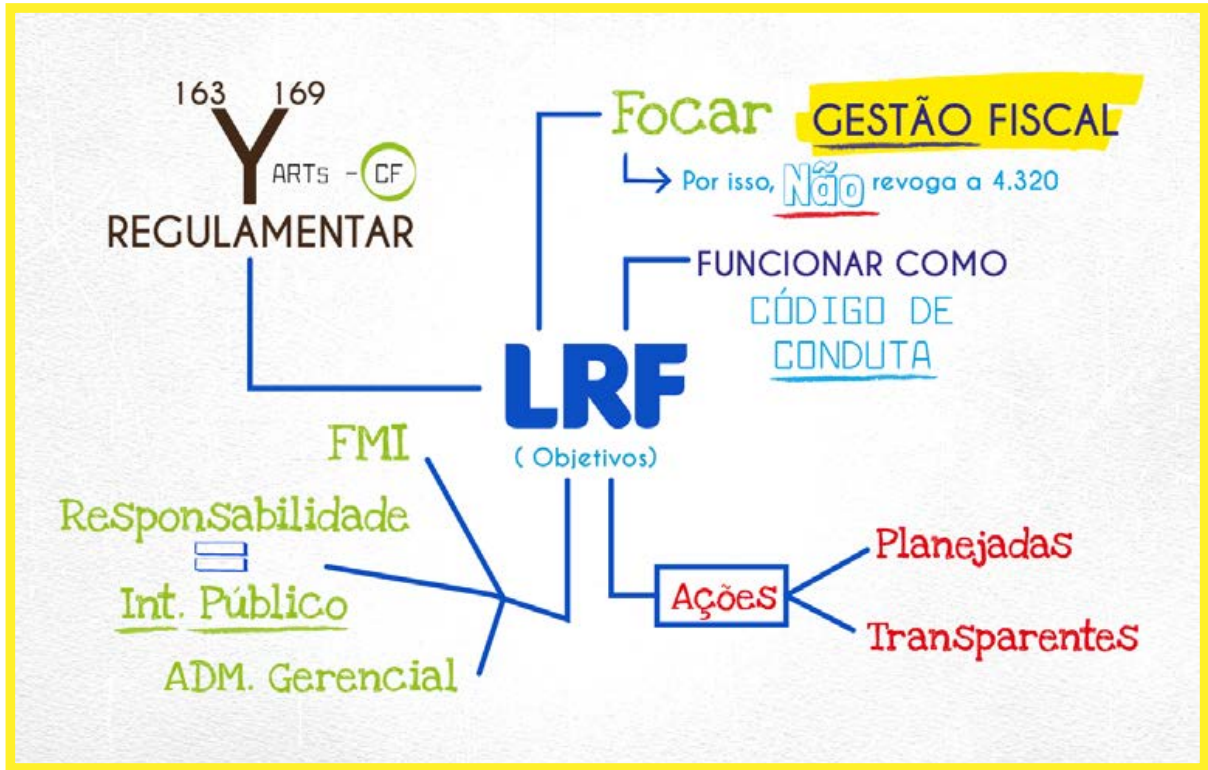 163 169
Y
ARTs - CF
REGULAMENTAR
Focar GESTÃO FISCAL
Por isso, Não revoga a 4.320
FUNCIONAR COMO
CÓDIGO DE
CONDUTA
LRF
( Objetivos)
FMI
Responsabilidade
=
Int. Público
ADM. Gerencial
Ações
Planejadas
Transparentes